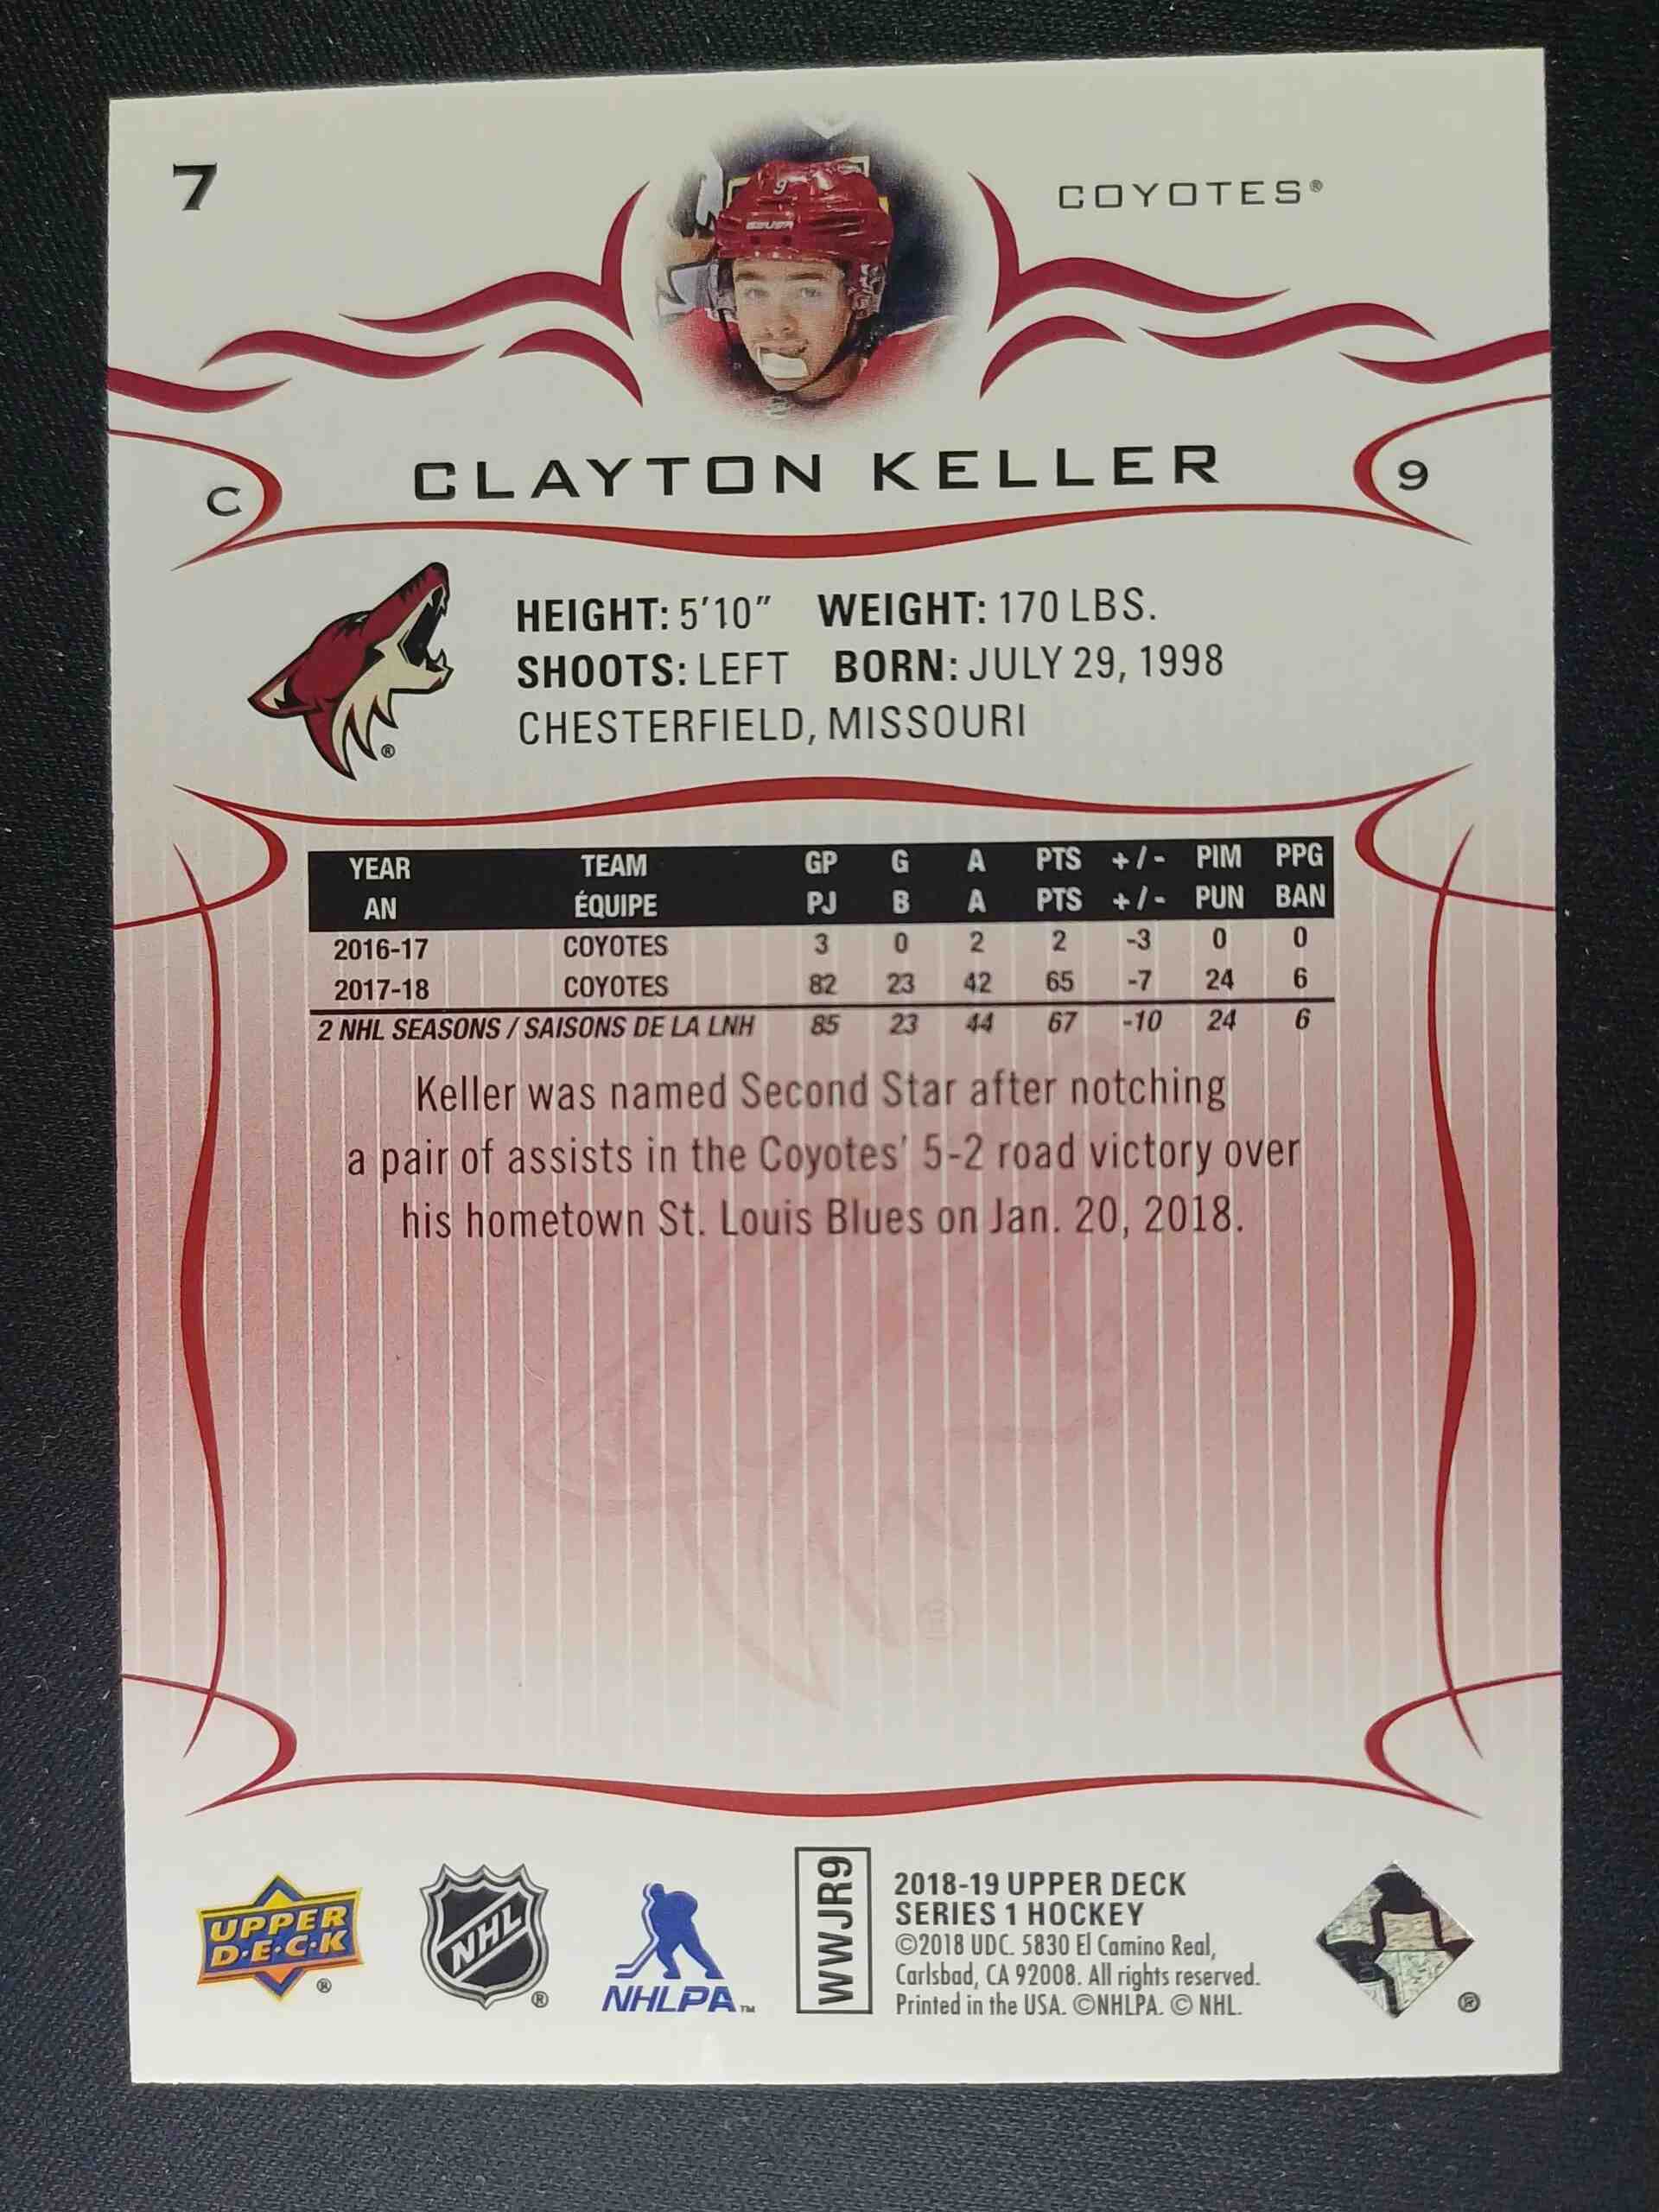 7
COYOTES®
9
BAUER
C
CLAYTON KELLER
9
HEIGHT: 5'10" WEIGHT: 170 LBS.
SHOOTS: LEFT BORN: JULY 29, 1998
CHESTERFIELD, MISSOURI
®
YEAR TEAM GP G A PTS +/- PIM PPG
AN ÉQUIPE PJ B A PTS +/- PUN BAN
2016-17 COYOTES 3 0 2 2 -3 0 0
2017-18 COYOTES 82 23 42 65 -7 24 6
2 NHL SEASONS / SAISONS DE LA LNH 85 23 44 67 -10 24 6
Keller was named Second Star after notching
a pair of assists in the Coyotes' 5-2 road victory over
his hometown St. Louis Blues on Jan. 20, 2018.
®
UPPER
D·E·C·K
®
NHL
®
NHLPA™
WWJR9
2018-19 UPPER DECK
SERIES 1 HOCKEY
©2018 UDC. 5830 El Camino Real,
Carlsbad, CA 92008. All rights reserved.
Printed in the USA. ©NHLPA. © NHL.
®